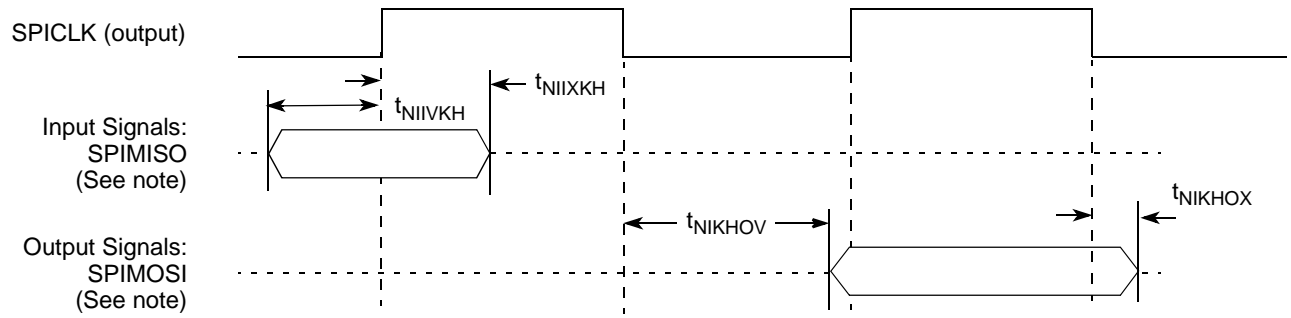 SPICLK (output)
tNIIXKH
tNIIVKH
Input Signals:
SPIMISO
(See note)
tNIKHOX
tNIKHOV
Output Signals:
SPIMOSI
(See note)